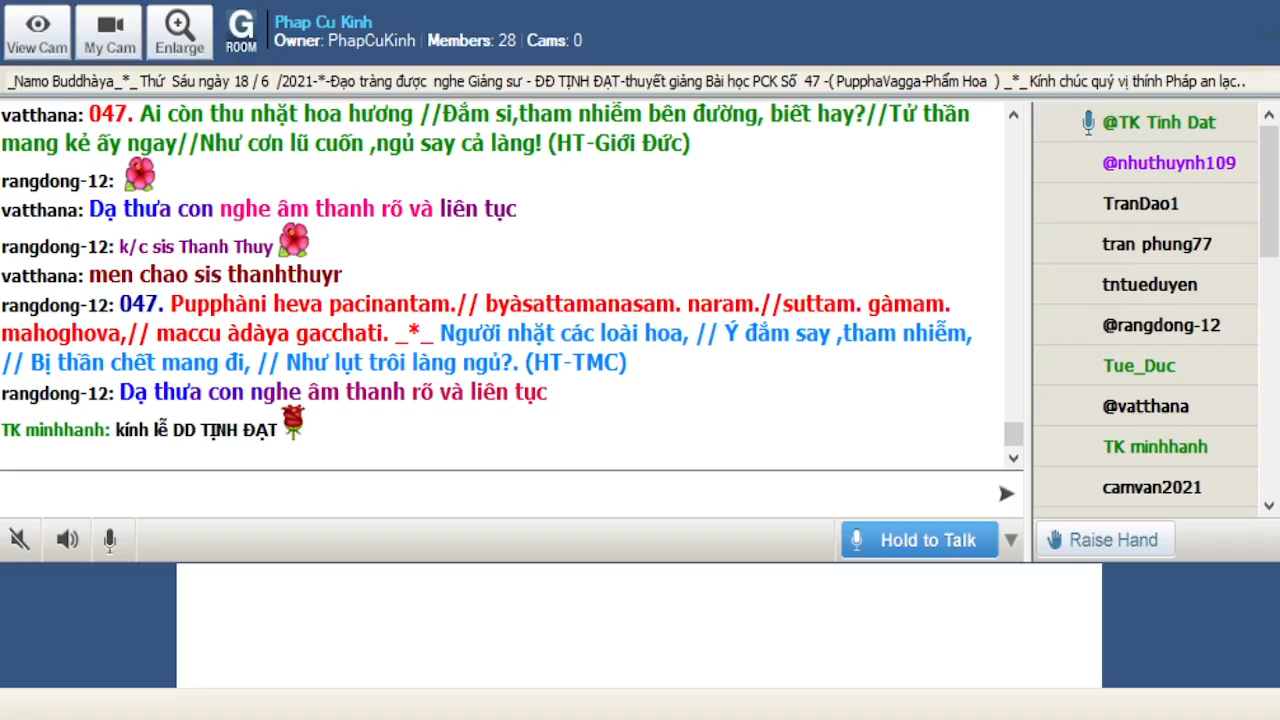 View Cam
My Cam
Enlarge
G
ROOM
Phap Cu Kinh
Owner: PhapCuKinh | Members: 28 | Cams: 0
_Namo Buddhàya_*_Thứ Sáu ngày 18 / 6 /2021-*-Đạo tràng được nghe Giảng sư - ĐĐ TỊNH ĐẠT-thuyết giảng Bài học PCK Số 47 -( PupphaVagga-Phẩm Hoa ) _*_Kính chúc quý vị thính Pháp an lạc..
vatthana: 047. Ai còn thu nhặt hoa hương //Đắm si,tham nhiễm bên đường, biết hay?//Tử thần
mang kẻ ấy ngay//Như cơn lũ cuốn ,ngủ say cả làng! (HT-Giới Đức)
rangdong-12:
vatthana: Dạ thưa con nghe âm thanh rõ và liên tục
rangdong-12: k/c sis Thanh Thuy
vatthana: men chao sis thanhthuyr
rangdong-12: 047. Pupphàni heva pacinantam.// byàsattamanasam. naram.//suttam. gàmam.
mahoghova,// maccu àdàya gacchati. _*_ Người nhặt các loài hoa, // Ý đắm say ,tham nhiễm,
// Bị thần chết mang đi, // Như lụt trôi làng ngủ?. (HT-TMC)
rangdong-12: Dạ thưa con nghe âm thanh rõ và liên tục
TK minhhanh: kính lễ DD TỊNH ĐẠT
@TK Tinh Dat
@nhuthuynh109
TranDao1
tran phung77
tntueduyen
@rangdong-12
Tue_Duc
@vatthana
TK minhhanh
camvan2021
Hold to Talk
Raise Hand